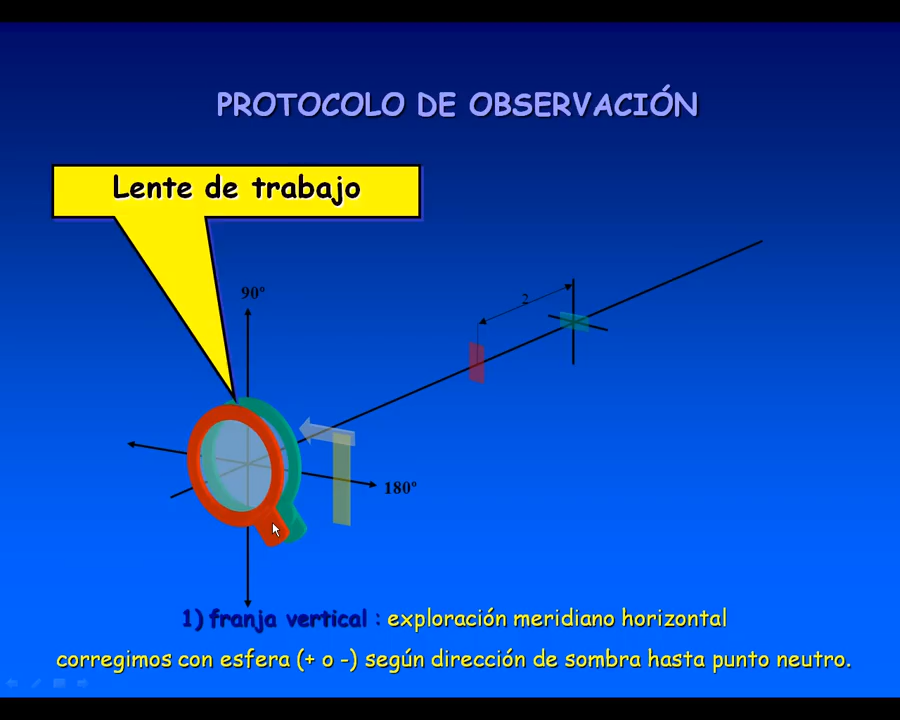 PROTOCOLO DE OBSERVACIÓN
Lente de trabajo
90º
2
180º
1) franja vertical : exploración meridiano horizontal
corregimos con esfera (+ o -) según dirección de sombra hasta punto neutro.